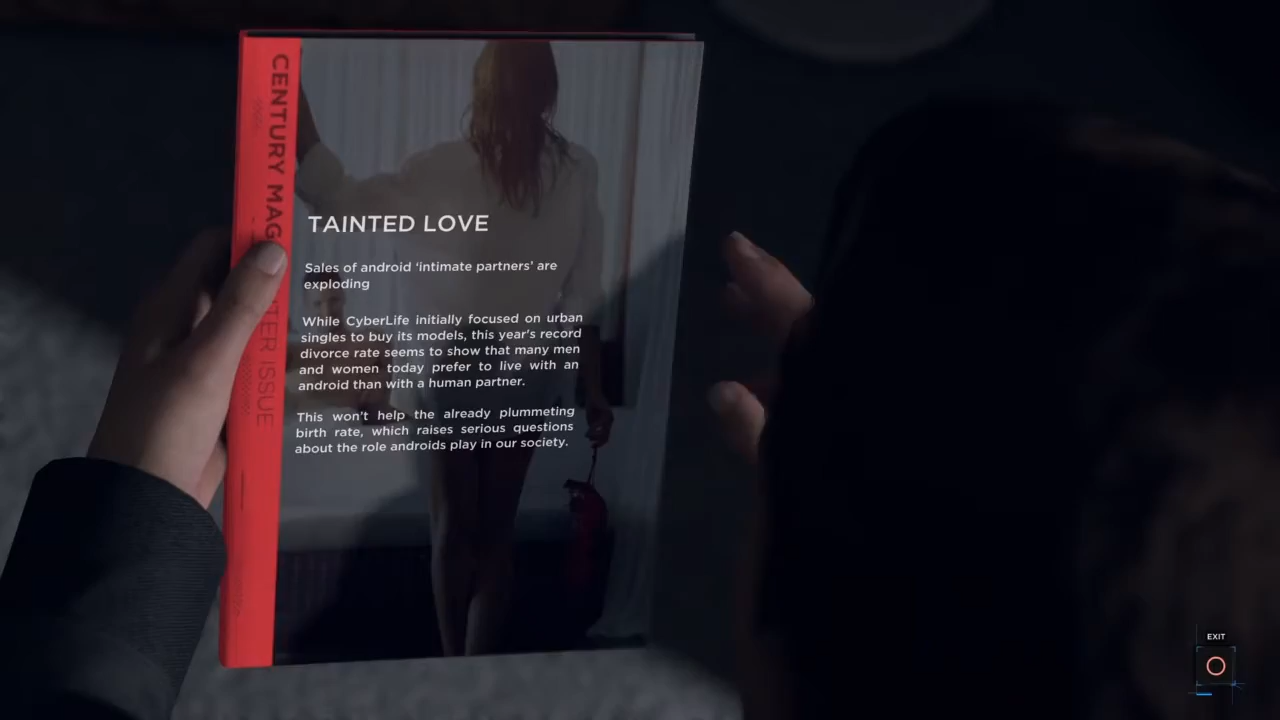 CENTURY MAG
TER ISSUE
TAINTED LOVE
Sales of android ‘intimate partners’ are
exploding
While CyberLife initially focused on urban
singles to buy its models, this year's record
divorce rate seems to show that many men
and women today prefer to live with an
android than with a human partner.
This won't help the already plummeting
birth rate, which raises serious questions
about the role androids play in our society.
EXIT